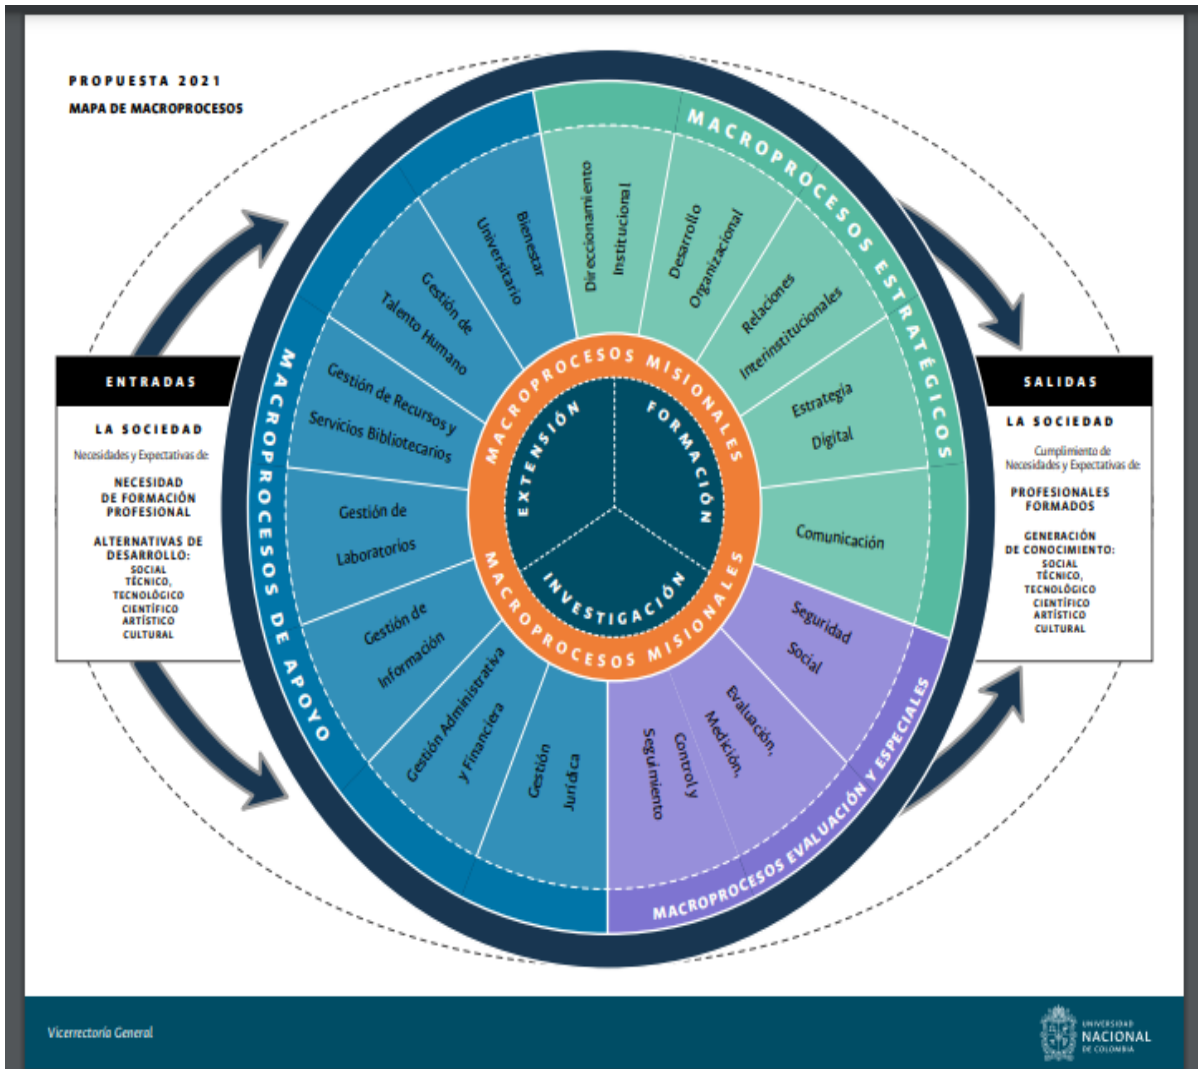 PROPUESTA 2021
MAPA DE MACROPROCESOS
ENTRADAS
LA SOCIEDAD
Necesidades y Expectativas de:
NECESIDAD
DE FORMACIÓN
PROFESIONAL
ALTERNATIVAS DE
DESARROLLO:
SOCIAL
TÉCNICO,
TECNOLÓGICO
CIENTÍFICO
ARTÍSTICO
CULTURAL
MACROPROCESOS DE APOYO
Bienestar
Universitario
Gestión de
Talento Humano
Gestión de Recursos y
Servicios Bibliotecarios
Gestión de
Laboratorios
Gestión de
Información
Gestión Administrativa
y Financiera
Gestión
Jurídica
MACROPROCESOS ESTRATÉGICOS
Direccionamiento
Institucional
Desarrollo
Organizacional
Relaciones
Interinstitucionales
Estrategia
Digital
Comunicación
MACROPROCESOS EVALUACIÓN Y ESPECIALES
Seguridad
Social
Evaluación,
Medición,
Control y
Seguimiento
MACROPROCESOS MISIONALES
EXTENSIÓN
FORMACIÓN
INVESTIGACIÓN
MACROPROCESOS MISIONALES
SALIDAS
LA SOCIEDAD
Cumplimiento de
Necesidades y Expectativas de:
PROFESIONALES
FORMADOS
GENERACIÓN
DE CONOCIMIENTO:
SOCIAL
TÉCNICO,
TECNOLÓGICO
CIENTÍFICO
ARTÍSTICO
CULTURAL
Vicerrectoría General
UNIVERSIDAD
NACIONAL
DE COLOMBIA